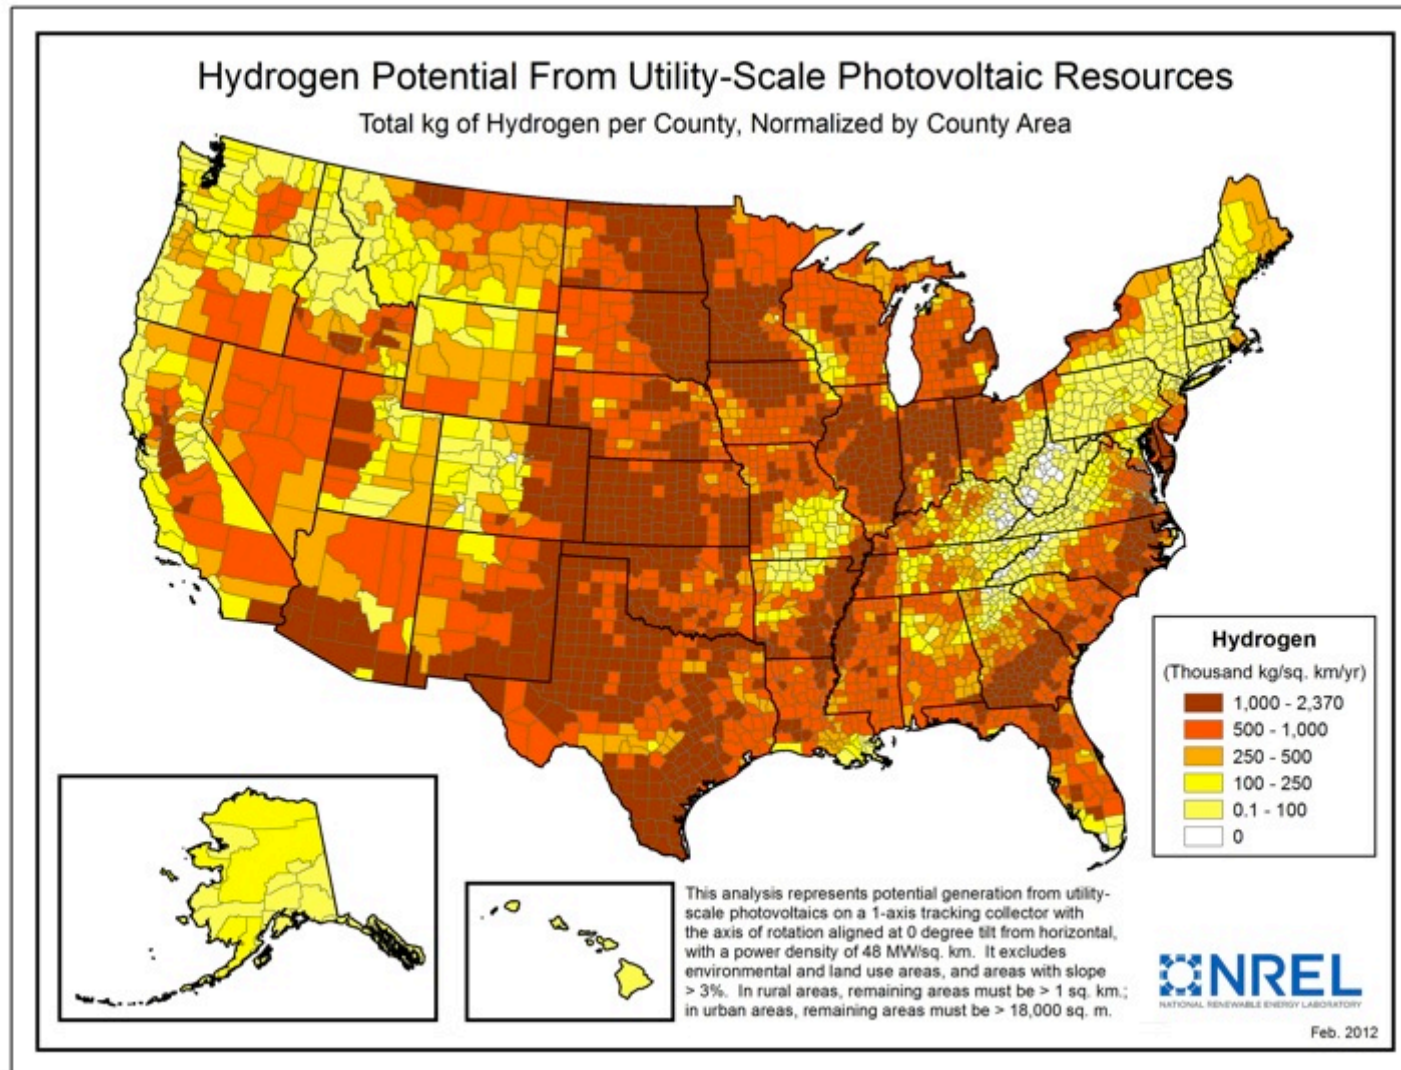 Hydrogen Potential From Utility-Scale Photovoltaic Resources
Total kg of Hydrogen per County, Normalized by County Area
Hydrogen
(Thousand kg/sq. km/yr)
1,000 - 2,370
500 - 1,000
250 - 500
100 - 250
0.1 - 100
0
This analysis represents potential generation from utility-
scale photovoltaics on a 1-axis tracking collector with
the axis of rotation aligned at 0 degree tilt from horizontal,
with a power density of 48 MW/sq. km. It excludes
environmental and land use areas, and areas with slope
> 3%. In rural areas, remaining areas must be > 1 sq. km.;
in urban areas, remaining areas must be > 18,000 sq. m.
NREL
NATIONAL RENEWABLE ENERGY LABORATORY
Feb. 2012